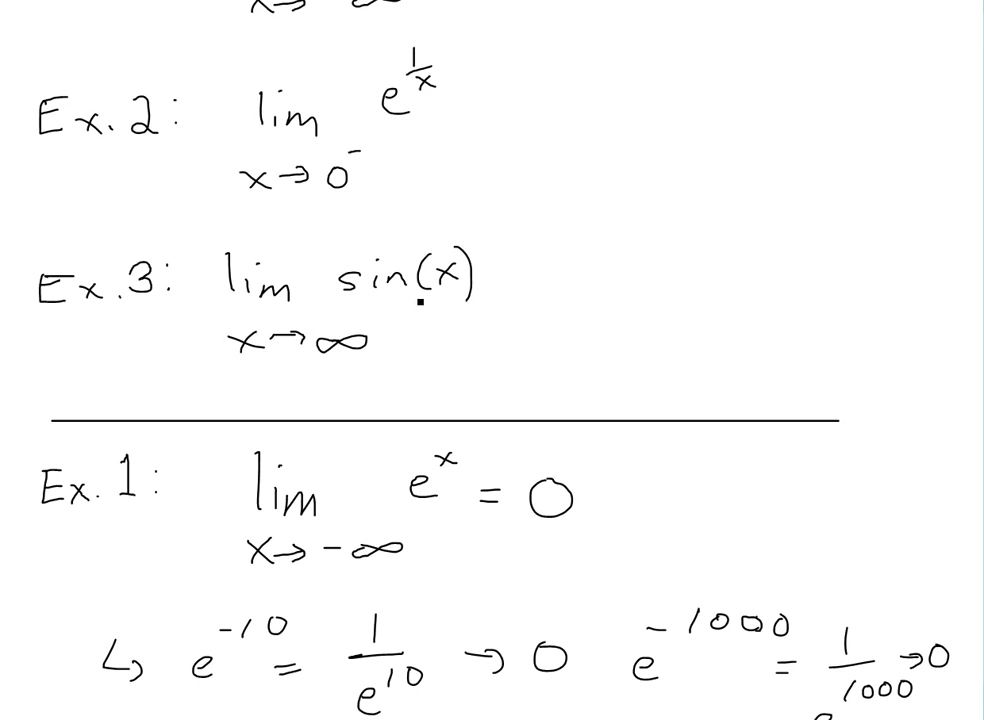 x→ ∞
Ex. 2: lim e^(1/x)
x→0⁻
Ex. 3: lim sin(x)
x→∞
Ex. 1: lim e^x = 0
x→ -∞
↳ e^-10 = 1/e^10 → 0 e^-1000 = 1/e^1000 → 0